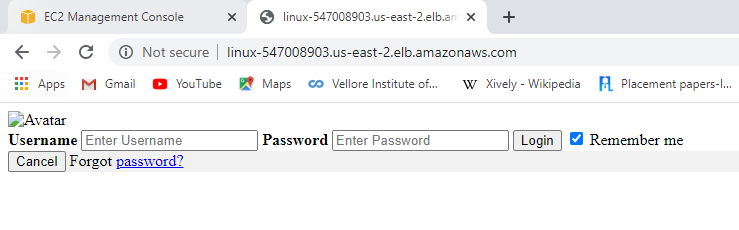 EC2 Management Console
linux-547008903.us-east-2.elb.am
Not secure | linux-547008903.us-east-2.elb.amazonaws.com
Apps Gmail YouTube Maps Vellore Institute of... W Xively - Wikipedia Placement papers-I...
Avatar
Username Enter Username Password Enter Password Login Remember me
Cancel Forgot password?